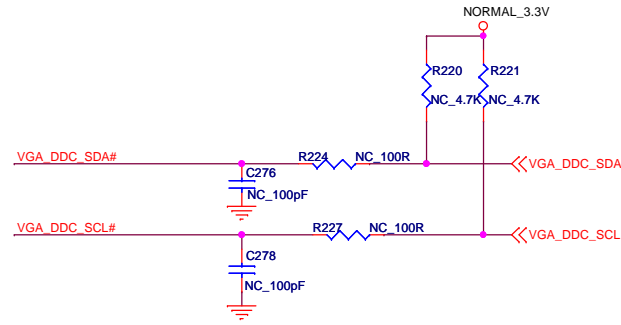 NORMAL_3.3V
R220
R221
NC_4.7K
NC_4.7K
VGA_DDC_SDA#
R224
NC_100R
VGA_DDC_SDA
C276
NC_100pF
VGA_DDC_SCL#
R227
NC_100R
VGA_DDC_SCL
C278
NC_100pF